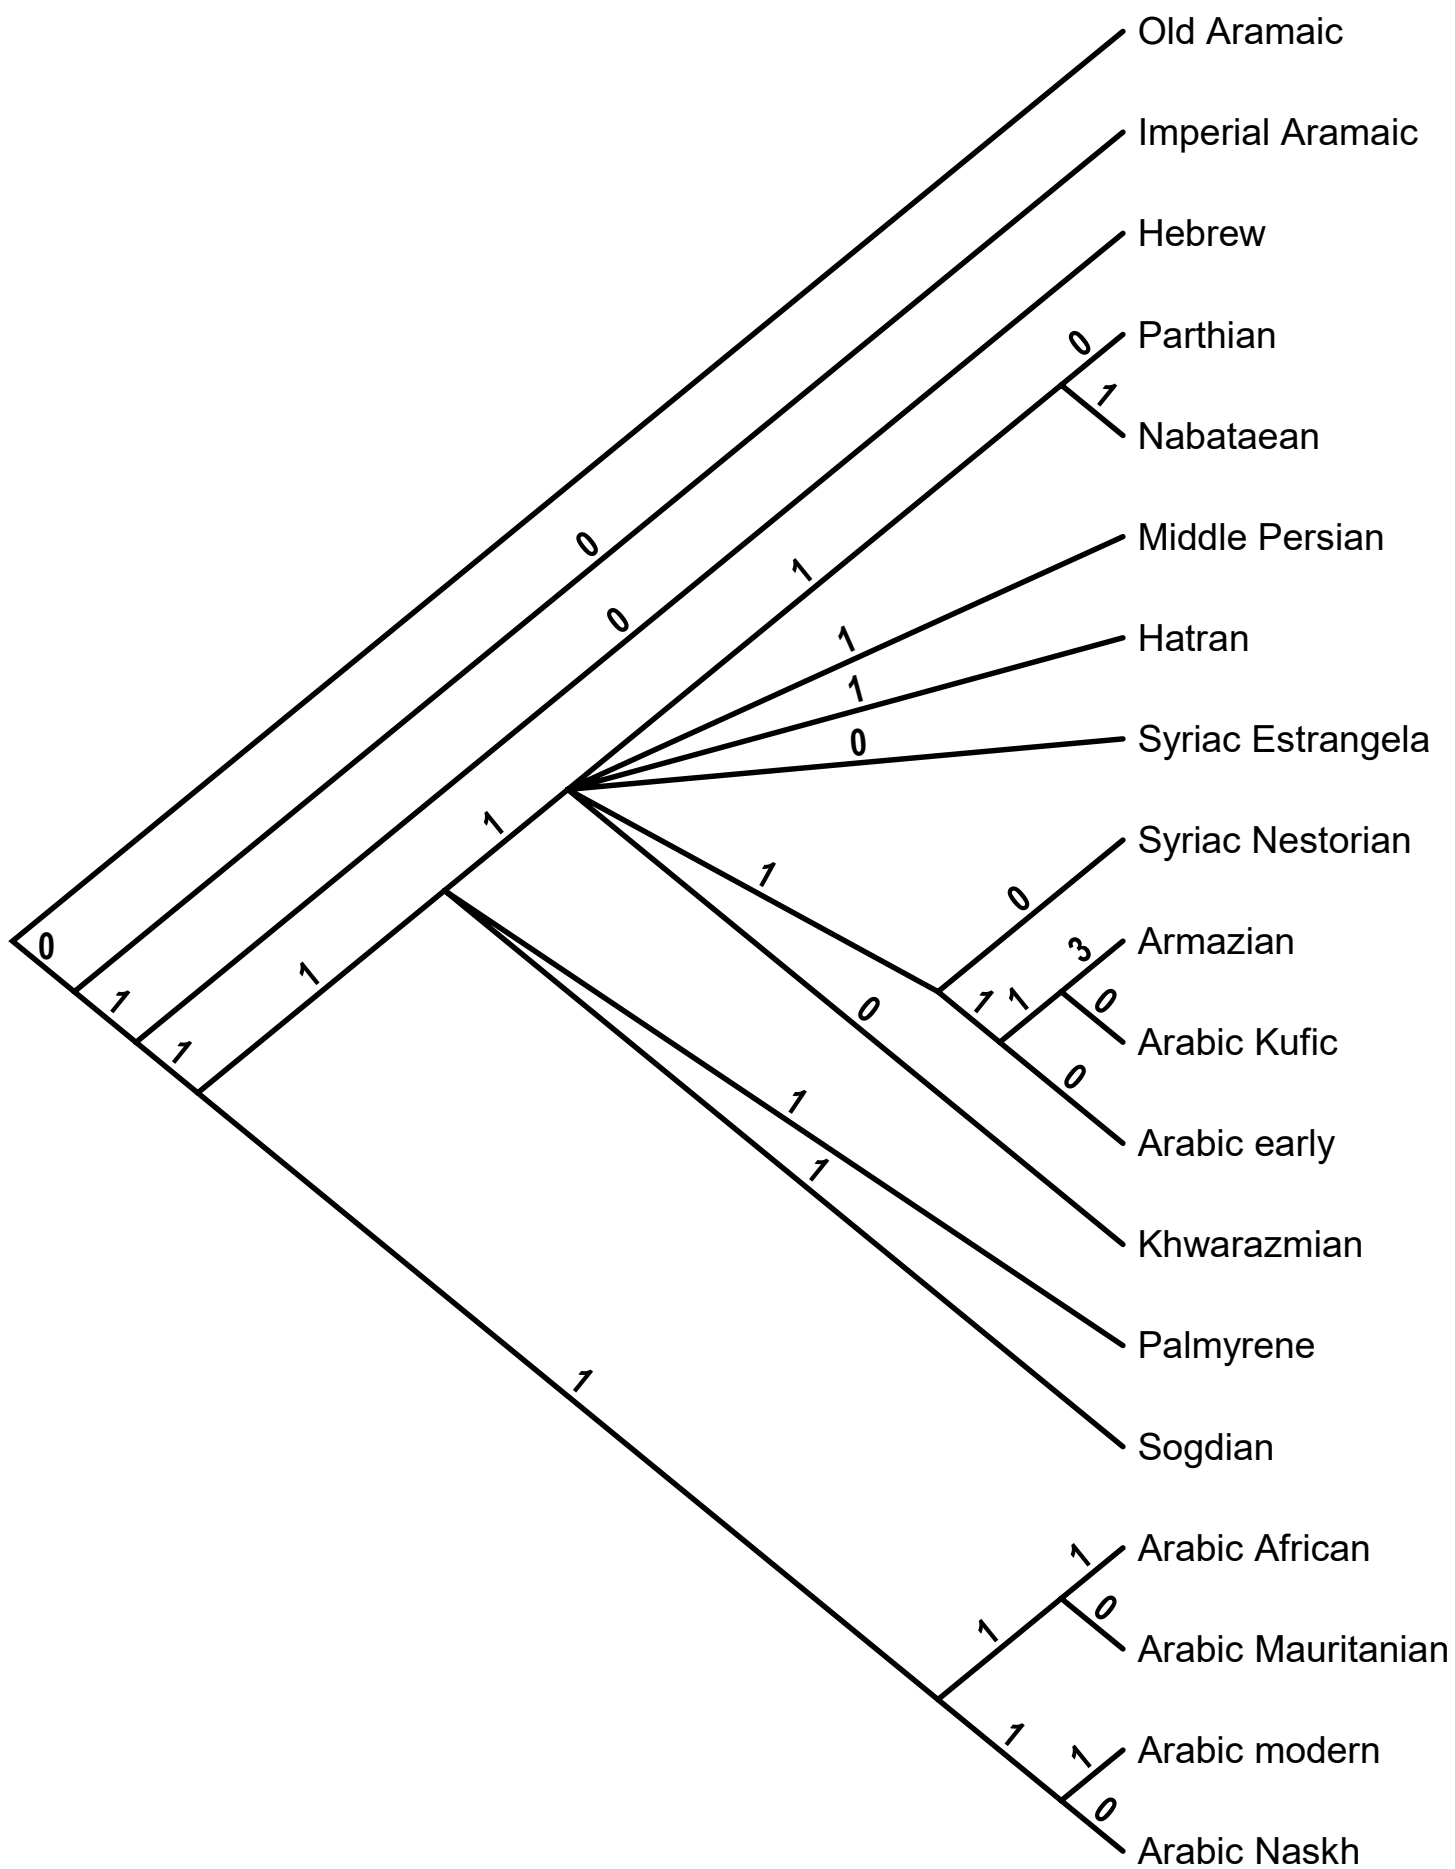 Old Aramaic
Imperial Aramaic
Hebrew
0
Parthian
1
Nabataean
0
Middle Persian
1
0
1
Hatran
1
0
Syriac Estrangela
1
1
Syriac Nestorian
0
0
1
3
Armazian
1
1
1
0
0
Arabic Kufic
1
0
1
Arabic early
1
Khwarazmian
Palmyrene
1
Sogdian
1
Arabic African
0
1
Arabic Mauritanian
1
1
Arabic modern
0
Arabic Naskh